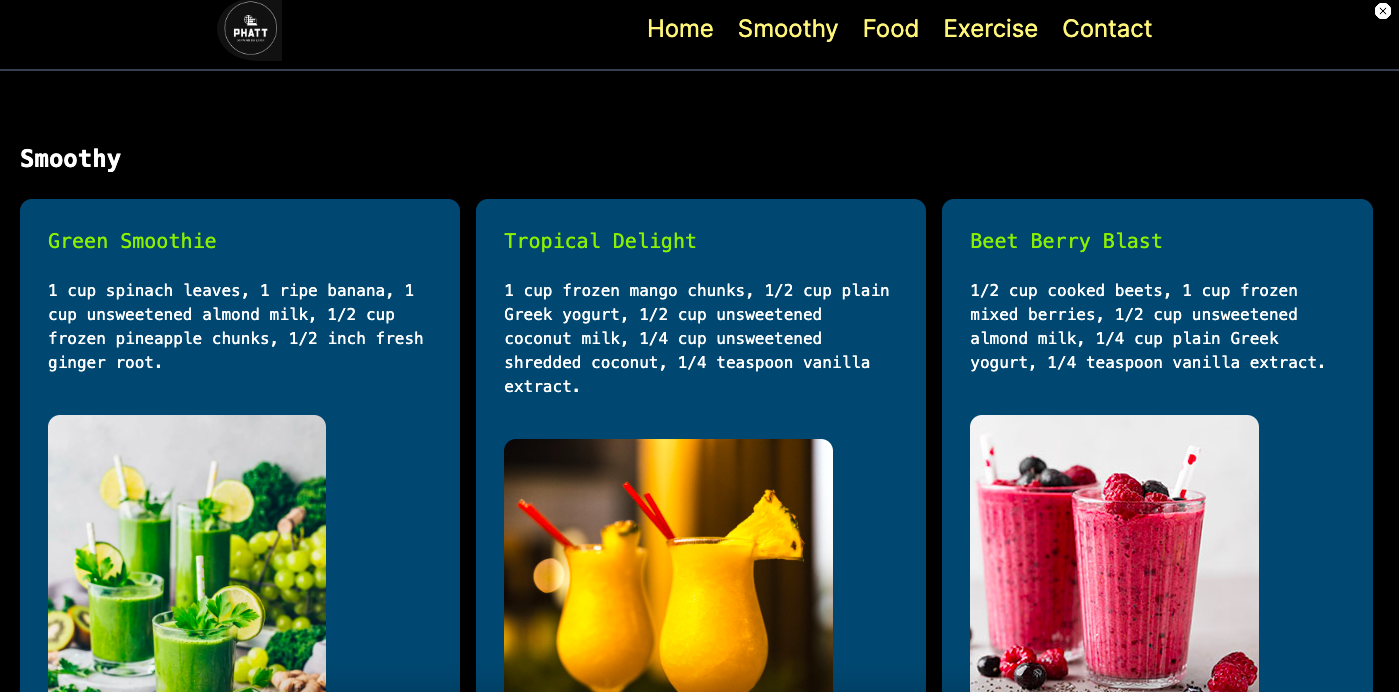 PHATT
Home Smoothy Food Exercise Contact
Smoothy
Green Smoothie
1 cup spinach leaves, 1 ripe banana, 1
cup unsweetened almond milk, 1/2 cup
frozen pineapple chunks, 1/2 inch fresh
ginger root.
Tropical Delight
1 cup frozen mango chunks, 1/2 cup plain
Greek yogurt, 1/2 cup unsweetened
coconut milk, 1/4 cup unsweetened
shredded coconut, 1/4 teaspoon vanilla
extract.
Beet Berry Blast
1/2 cup cooked beets, 1 cup frozen
mixed berries, 1/2 cup unsweetened
almond milk, 1/4 cup plain Greek
yogurt, 1/4 teaspoon vanilla extract.